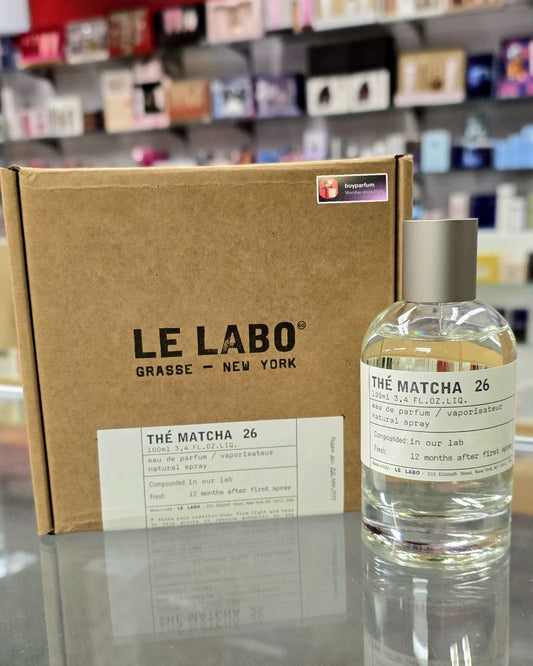 buyparfum
LE LABO
GRASSE — NEW YORK
THÉ MATCHA 26
100ml 3,4 FL.OZ.LIQ.
eau de parfum / vaporisateur
natural spray
Compounded: in our lab
Fresh: 12 months after first spray
LE LABO
THÉ MATCHA 26
100ml 3,4 FL.OZ.LIQ.
eau de parfum / vaporisateur
natural spray
Compounded: in our lab
Fresh: 12 months after first spray
LE LABO